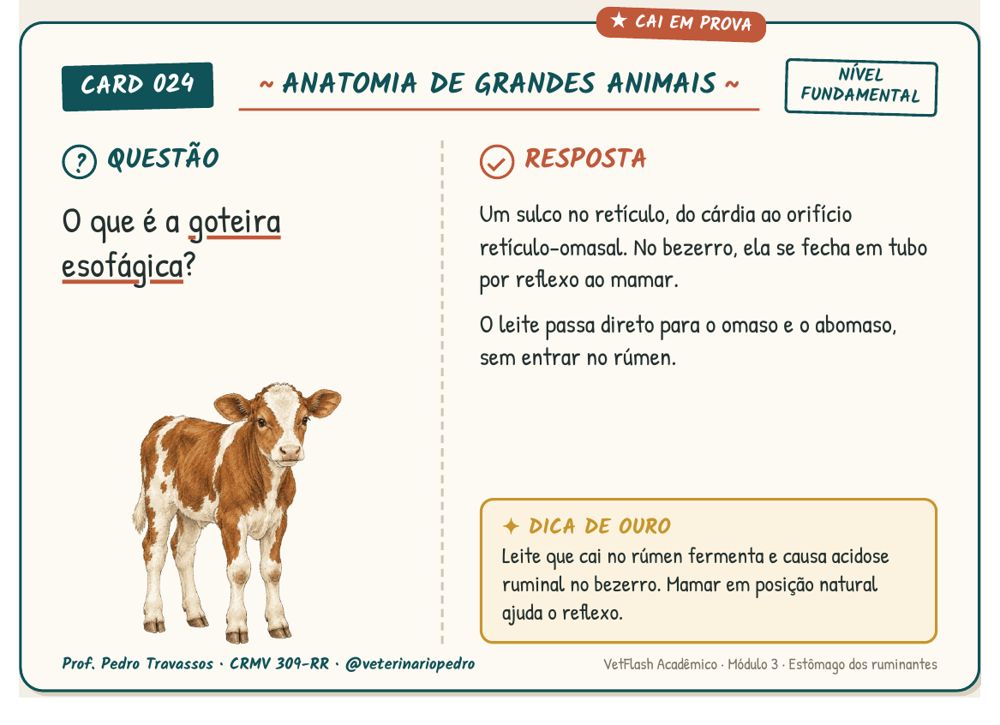 ★ CAI EM PROVA
CARD 024
~ ANATOMIA DE GRANDES ANIMAIS ~
NÍVEL
FUNDAMENTAL
? QUESTÃO
O que é a goteira
esofágica?
RESPOSTA
Um sulco no retículo, do cárdia ao orifício
retículo-omasal. No bezerro, ela se fecha em tubo
por reflexo ao mamar.
O leite passa direto para o omaso e o abomaso,
sem entrar no rúmen.
✦ DICA DE OURO
Leite que cai no rúmen fermenta e causa acidose
ruminal no bezerro. Mamar em posição natural
ajuda o reflexo.
Prof. Pedro Travassos · CRMV 309-RR · @veterinariopedro
VetFlash Acadêmico · Módulo 3 · Estômago dos ruminantes